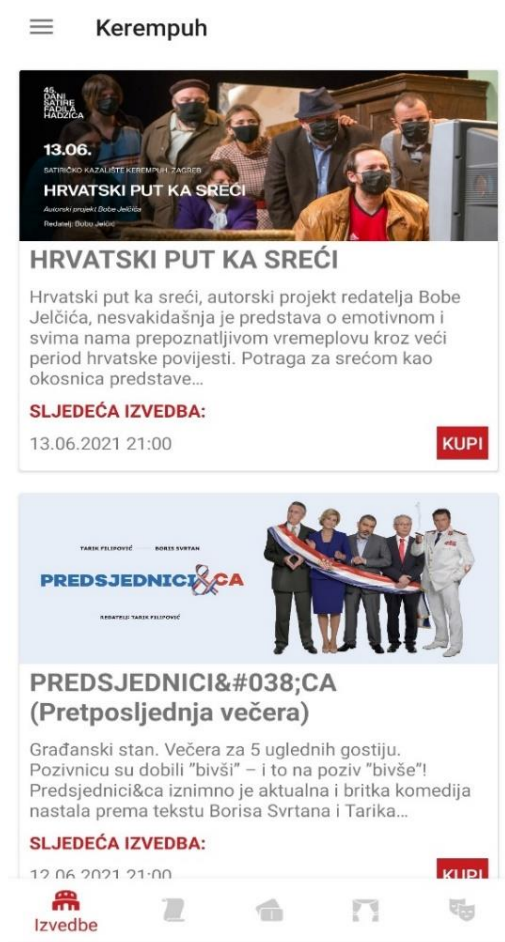 Kerempuh
45.
DANI
SATIRE
FADILA
HADŽIĆA
13.06.
SATIRIČKO KAZALIŠTE KEREMPUH, ZAGREB
HRVATSKI PUT KA SREĆI
Autorski projekt Bobe Jelčića
Redatelj: Bobo Jelčić
HRVATSKI PUT KA SREĆI
Hrvatski put ka sreći, autorski projekt redatelja Bobe
Jelčića, nesvakidašnja je predstava o emotivnom i
svima nama prepoznatljivom vremeplovu kroz veći
period hrvatske povijesti. Potraga za srećom kao
okosnica predstave...
SLJEDEĆA IZVEDBA:
13.06.2021 21:00
KUPI
TARIK FILIPOVIĆ BORIS SVRTAN
PREDSJEDNICI&CA
REDATELJ TARIK FILIPOVIĆ
PREDSJEDNICI&#038;CA
(Pretposljednja večera)
Građanski stan. Večera za 5 uglednih gostiju.
Pozivnicu su dobili ”bivši” – i to na poziv ”bivše”!
Predsjednici&ca iznimno je aktualna i britka komedija
nastala prema tekstu Borisa Svrtana i Tarika...
SLJEDEĆA IZVEDBA:
12.06.2021 21:00
KUPI
Izvedbe